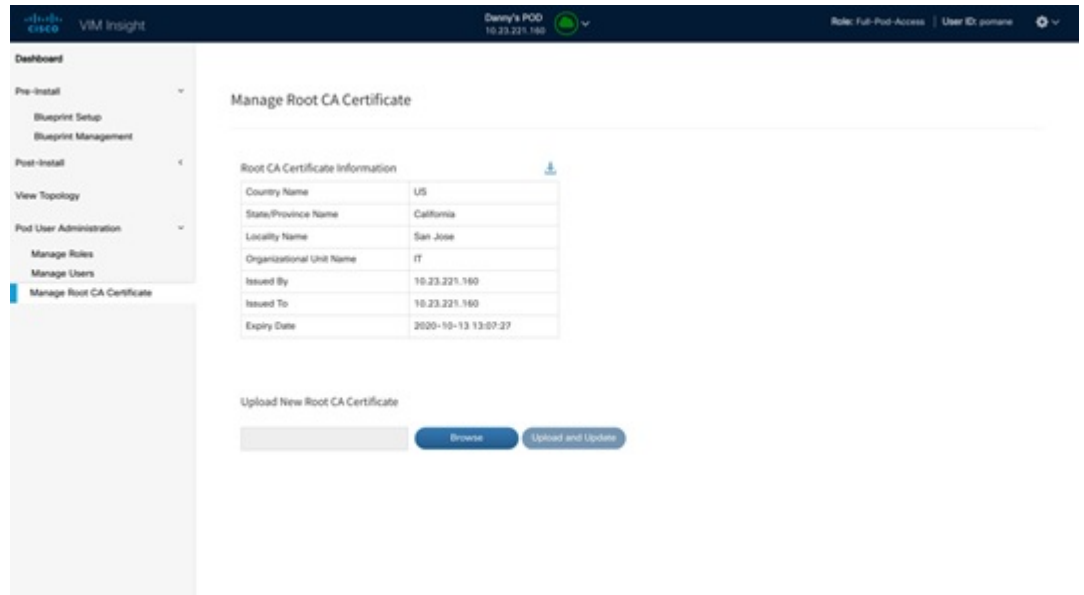 CISCO VIM Insight
Danny's POD
10.23.221.160
Role: Full-Pod-Access | User ID: pomane
Dashboard
Pre-Install
Blueprint Setup
Blueprint Management
Post-Install
View Topology
Pod User Administration
Manage Roles
Manage Users
Manage Root CA Certificate
Manage Root CA Certificate
Root CA Certificate Information
Country Name US
State/Province Name California
Locality Name San Jose
Organizational Unit Name IT
Issued By 10.23.221.160
Issued To 10.23.221.160
Expiry Date 2020-10-13 13:07:27
Upload New Root CA Certificate
Browse Upload and Update